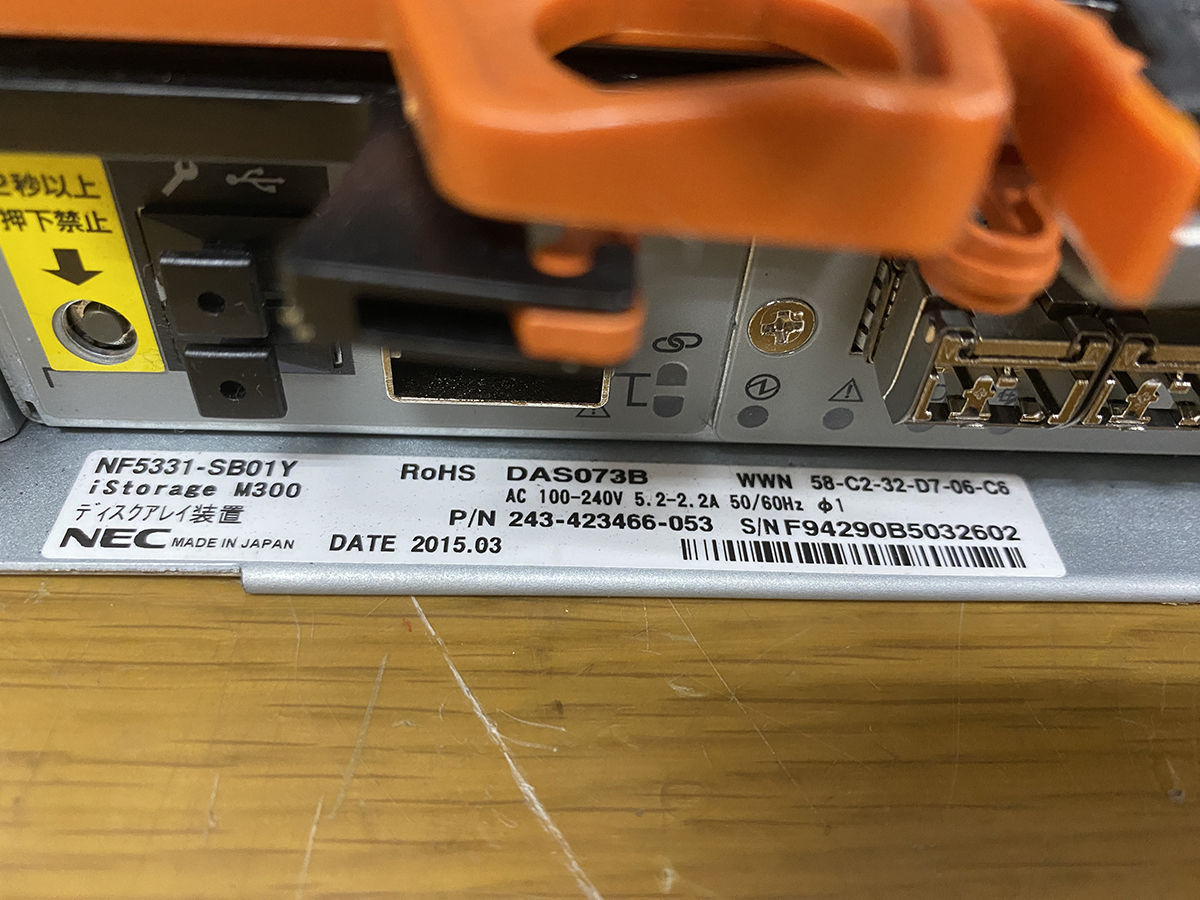 2秒以上
押下禁止
NF5331-SB01Y
iStorage M300
ディスクアレイ装置
NEC MADE IN JAPAN
RoHS DAS073B WWN 58-C2-32-D7-06-C6
AC 100-240V 5.2-2.2A 50/60Hz φ1
P/N 243-423466-053 S/N F94290B5032602
DATE 2015.03